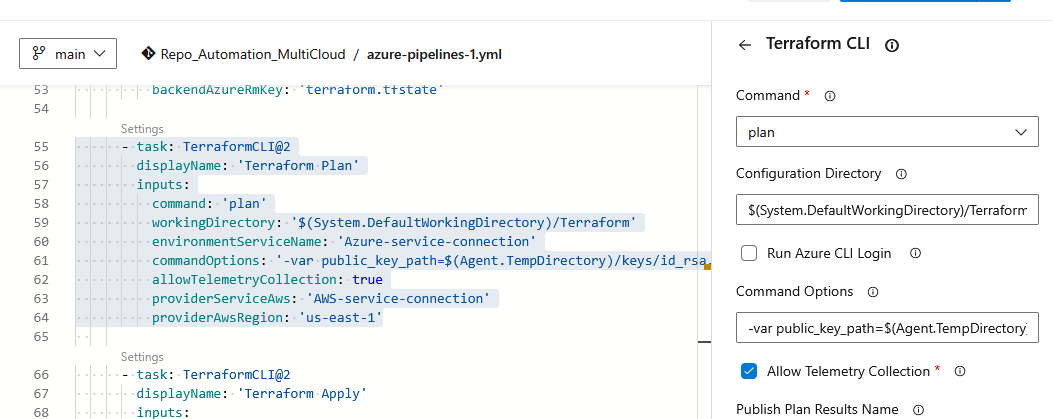 main
Repo_Automation_MultiCloud / azure-pipelines-1.yml
53 backendAzureRmKey: 'terraform.tfstate'
54
Settings
55 - task: TerraformCLI@2
56 displayName: 'Terraform Plan'
57 inputs:
58 command: 'plan'
59 workingDirectory: '$(System.DefaultWorkingDirectory)/Terraform'
60 environmentServiceName: 'Azure-service-connection'
61 commandOptions: '-var public_key_path=$(Agent.TempDirectory)/keys/id_rsa.
62 allowTelemetryCollection: true
63 providerServiceAws: 'AWS-service-connection'
64 providerAwsRegion: 'us-east-1'
65
Settings
66 - task: TerraformCLI@2
67 displayName: 'Terraform Apply'
68 inputs:
Terraform CLI
Command *
plan
Configuration Directory
$(System.DefaultWorkingDirectory)/Terraform
Run Azure CLI Login
Command Options
-var public_key_path=$(Agent.TempDirectory)
Allow Telemetry Collection *
Publish Plan Results Name